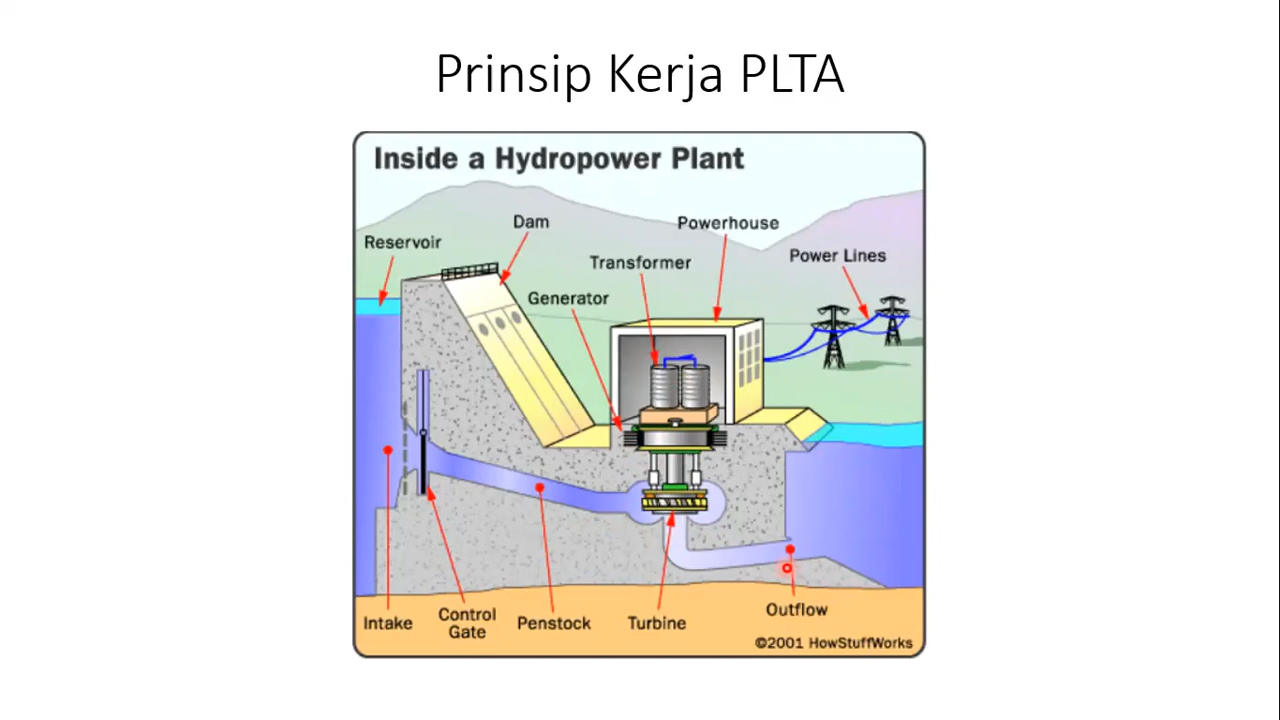 Prinsip Kerja PLTA
Inside a Hydropower Plant
Dam
Powerhouse
Reservoir
Transformer
Power Lines
Generator
Intake
Control
Gate
Penstock
Turbine
Outflow
©2001 HowStuffWorks